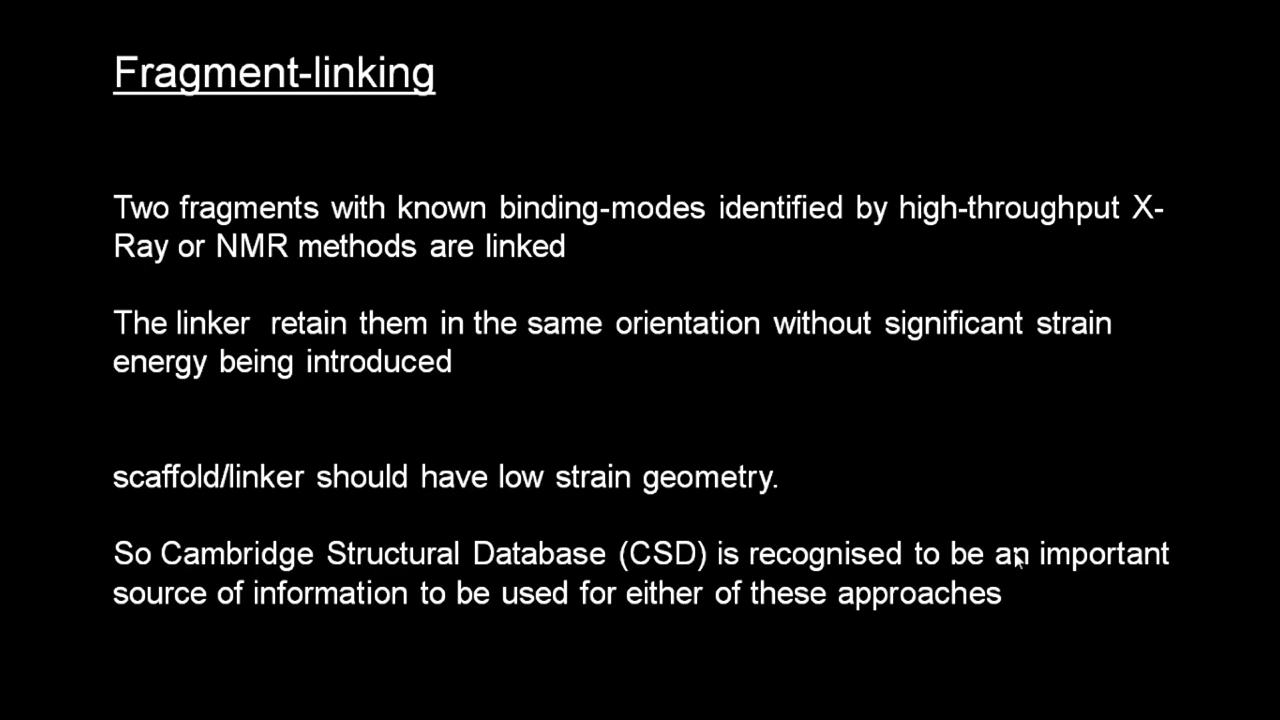 Fragment-linking
Two fragments with known binding-modes identified by high-throughput X-
Ray or NMR methods are linked
The linker retain them in the same orientation without significant strain
energy being introduced
scaffold/linker should have low strain geometry.
So Cambridge Structural Database (CSD) is recognised to be an important
source of information to be used for either of these approaches